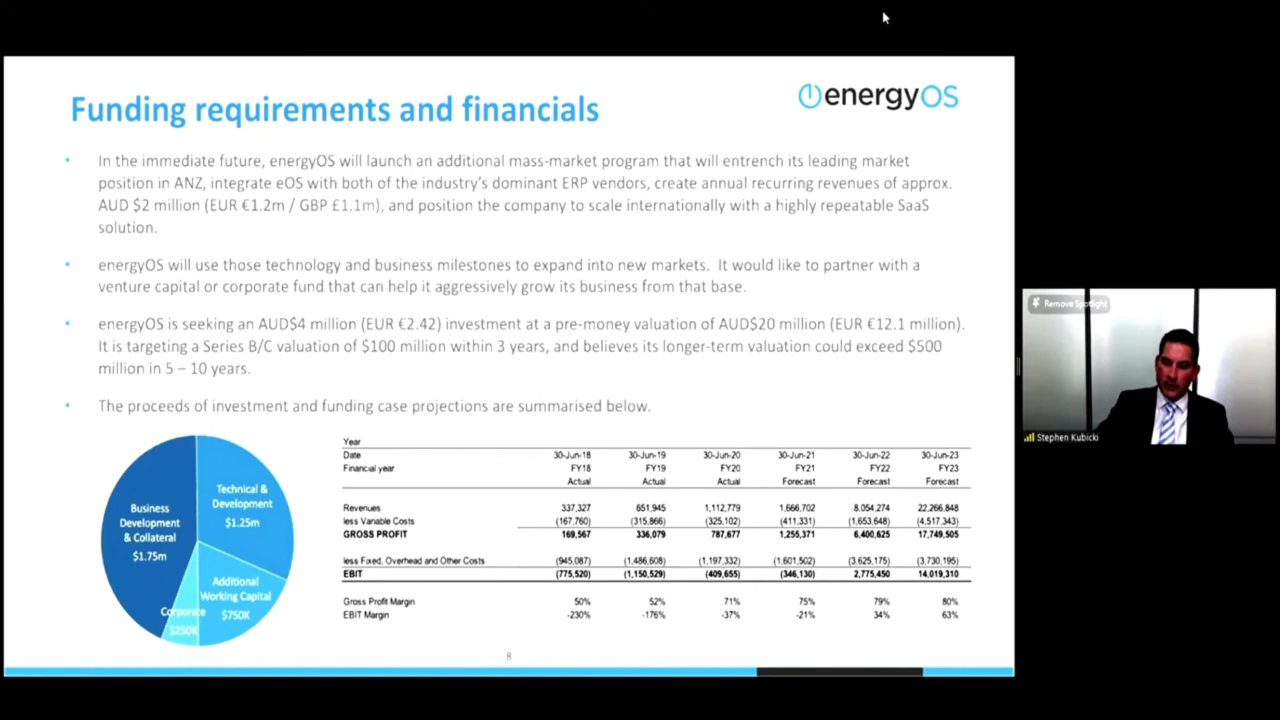 Funding requirements and financials
energyOS
• In the immediate future, energyOS will launch an additional mass-market program that will entrench its leading market
position in ANZ, integrate eOS with both of the industry's dominant ERP vendors, create annual recurring revenues of approx.
AUD $2 million (EUR €1.2m / GBP £1.1m), and position the company to scale internationally with a highly repeatable SaaS
solution.
• energyOS will use those technology and business milestones to expand into new markets. It would like to partner with a
venture capital or corporate fund that can help it aggressively grow its business from that base.
• energyOS is seeking an AUD$4 million (EUR €2.42) investment at a pre-money valuation of AUD$20 million (EUR €12.1 million).
It is targeting a Series B/C valuation of $100 million within 3 years, and believes its longer-term valuation could exceed $500
million in 5 – 10 years.
• The proceeds of investment and funding case projections are summarised below.
Business
Development
& Collateral
$1.75m
Technical &
Development
$1.25m
Additional
Working Capital
$750K
Corporate
$250K
Year
Date 30-Jun-18 30-Jun-19 30-Jun-20 30-Jun-21 30-Jun-22 30-Jun-23
Financial year FY18 FY19 FY20 FY21 FY22 FY23
Actual Actual Actual Forecast Forecast Forecast
Revenues 337,327 651,945 1,112,779 1,666,702 8,054,274 22,266,848
less Variable Costs (167,760) (315,866) (325,102) (411,331) (1,653,648) (4,517,343)
GROSS PROFIT 169,567 336,079 787,677 1,255,371 6,400,625 17,749,505
less Fixed, Overhead and Other Costs (945,087) (1,486,608) (1,197,332) (1,601,502) (3,625,175) (3,730,195)
EBIT (775,520) (1,150,529) (409,655) (346,130) 2,775,450 14,019,310
Gross Profit Margin 50% 52% 71% 75% 79% 80%
EBIT Margin -230% -176% -37% -21% 34% 63%
8
Remove Spotlight
Stephen Kubicki